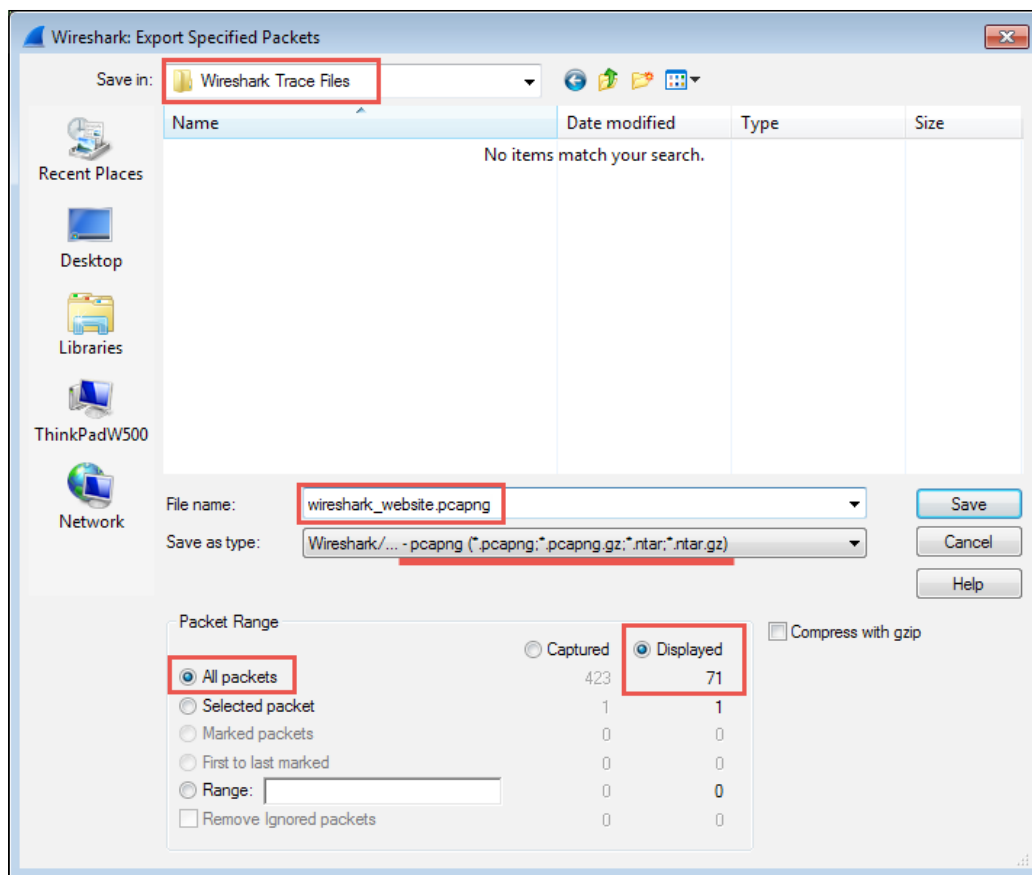 Wireshark: Export Specified Packets
Save in: Wireshark Trace Files
Name Date modified Type Size
No items match your search.
Recent Places
Desktop
Libraries
ThinkPadW500
Network
File name: wireshark_website.pcapng Save
Save as type: Wireshark/... - pcapng (*.pcapng;*.pcapng.gz;*.ntar;*.ntar.gz) Cancel
Help
Packet Range
Compress with gzip
Captured Displayed
All packets 423 71
Selected packet 1 1
Marked packets 0 0
First to last marked 0 0
Range: 0 0
Remove Ignored packets 0 0